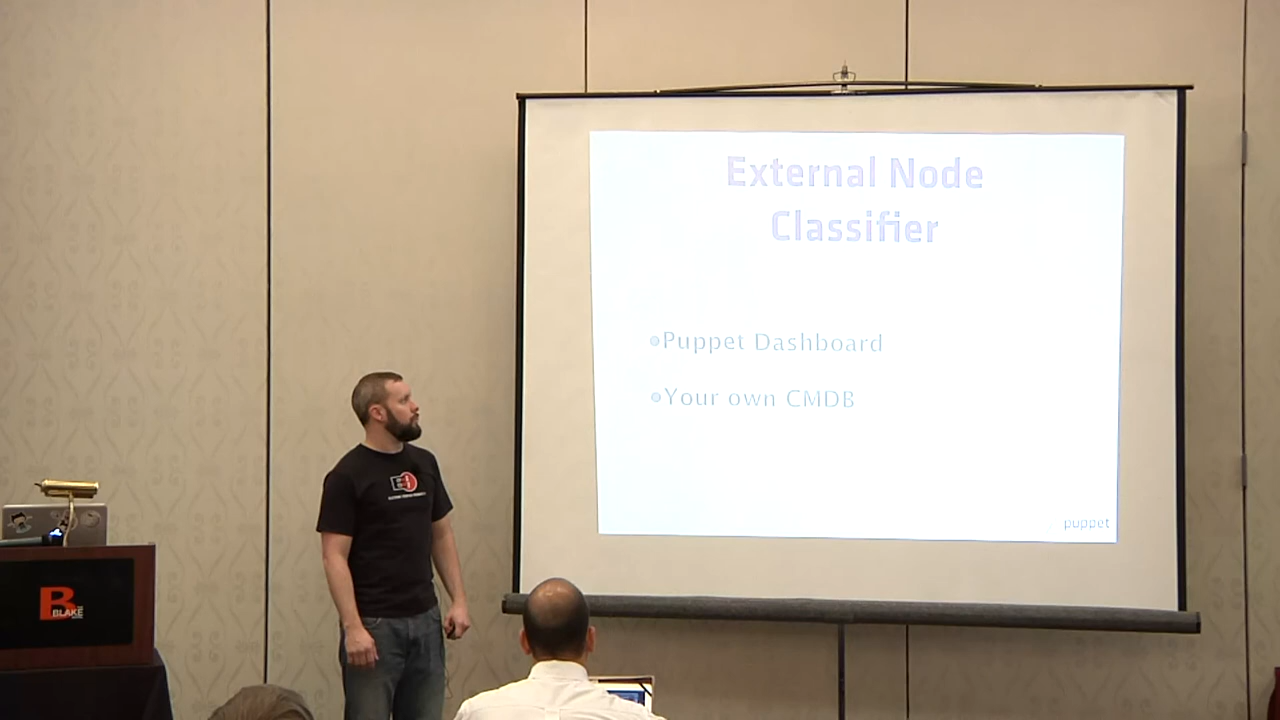 External Node
Classifier
•Puppet Dashboard
•Your own CMDB
puppet
B
BLAKE